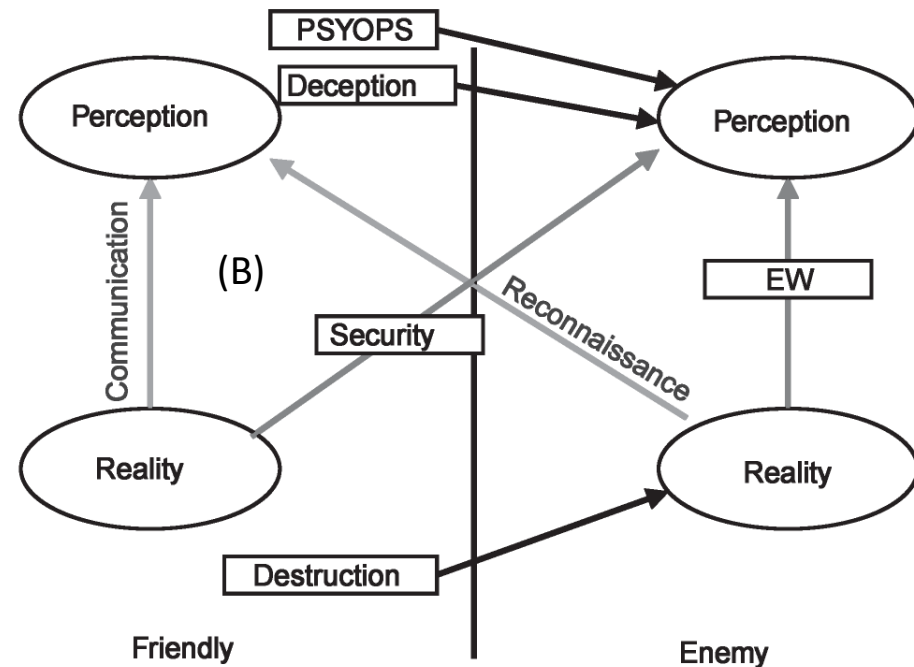 PSYOPS
Deception
Perception
Perception
Communication
(B)
EW
Security
Reconnaissance
Reality
Reality
Destruction
Friendly
Enemy